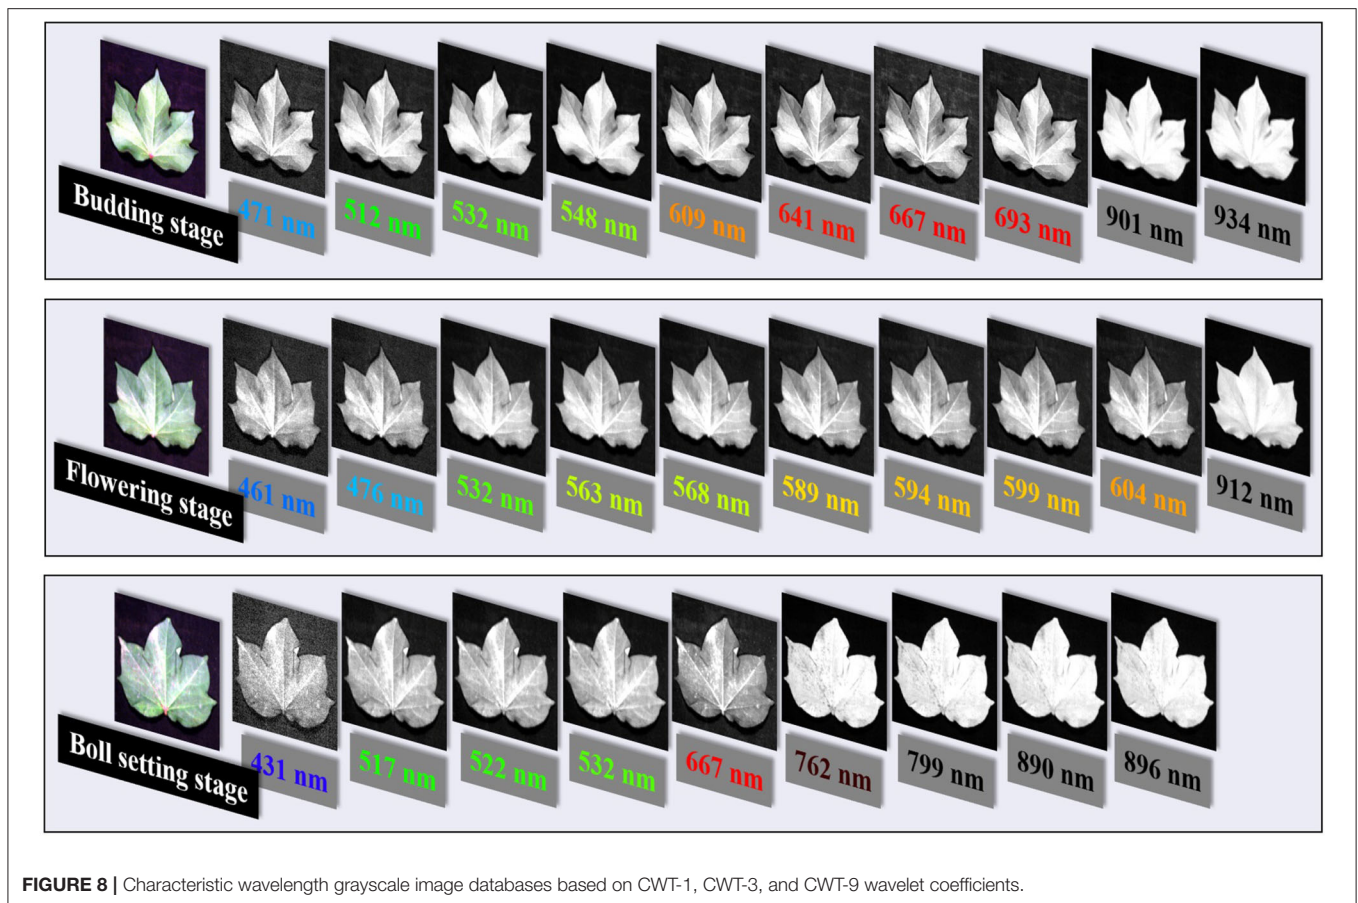 Budding stage
471 nm
512 nm
532 nm
548 nm
609 nm
641 nm
667 nm
693 nm
901 nm
934 nm
Flowering stage
461 nm
476 nm
532 nm
563 nm
568 nm
589 nm
594 nm
599 nm
604 nm
912 nm
Boll setting stage
431 nm
517 nm
522 nm
532 nm
667 nm
762 nm
799 nm
890 nm
896 nm
FIGURE 8 | Characteristic wavelength grayscale image databases based on CWT-1, CWT-3, and CWT-9 wavelet coefficients.